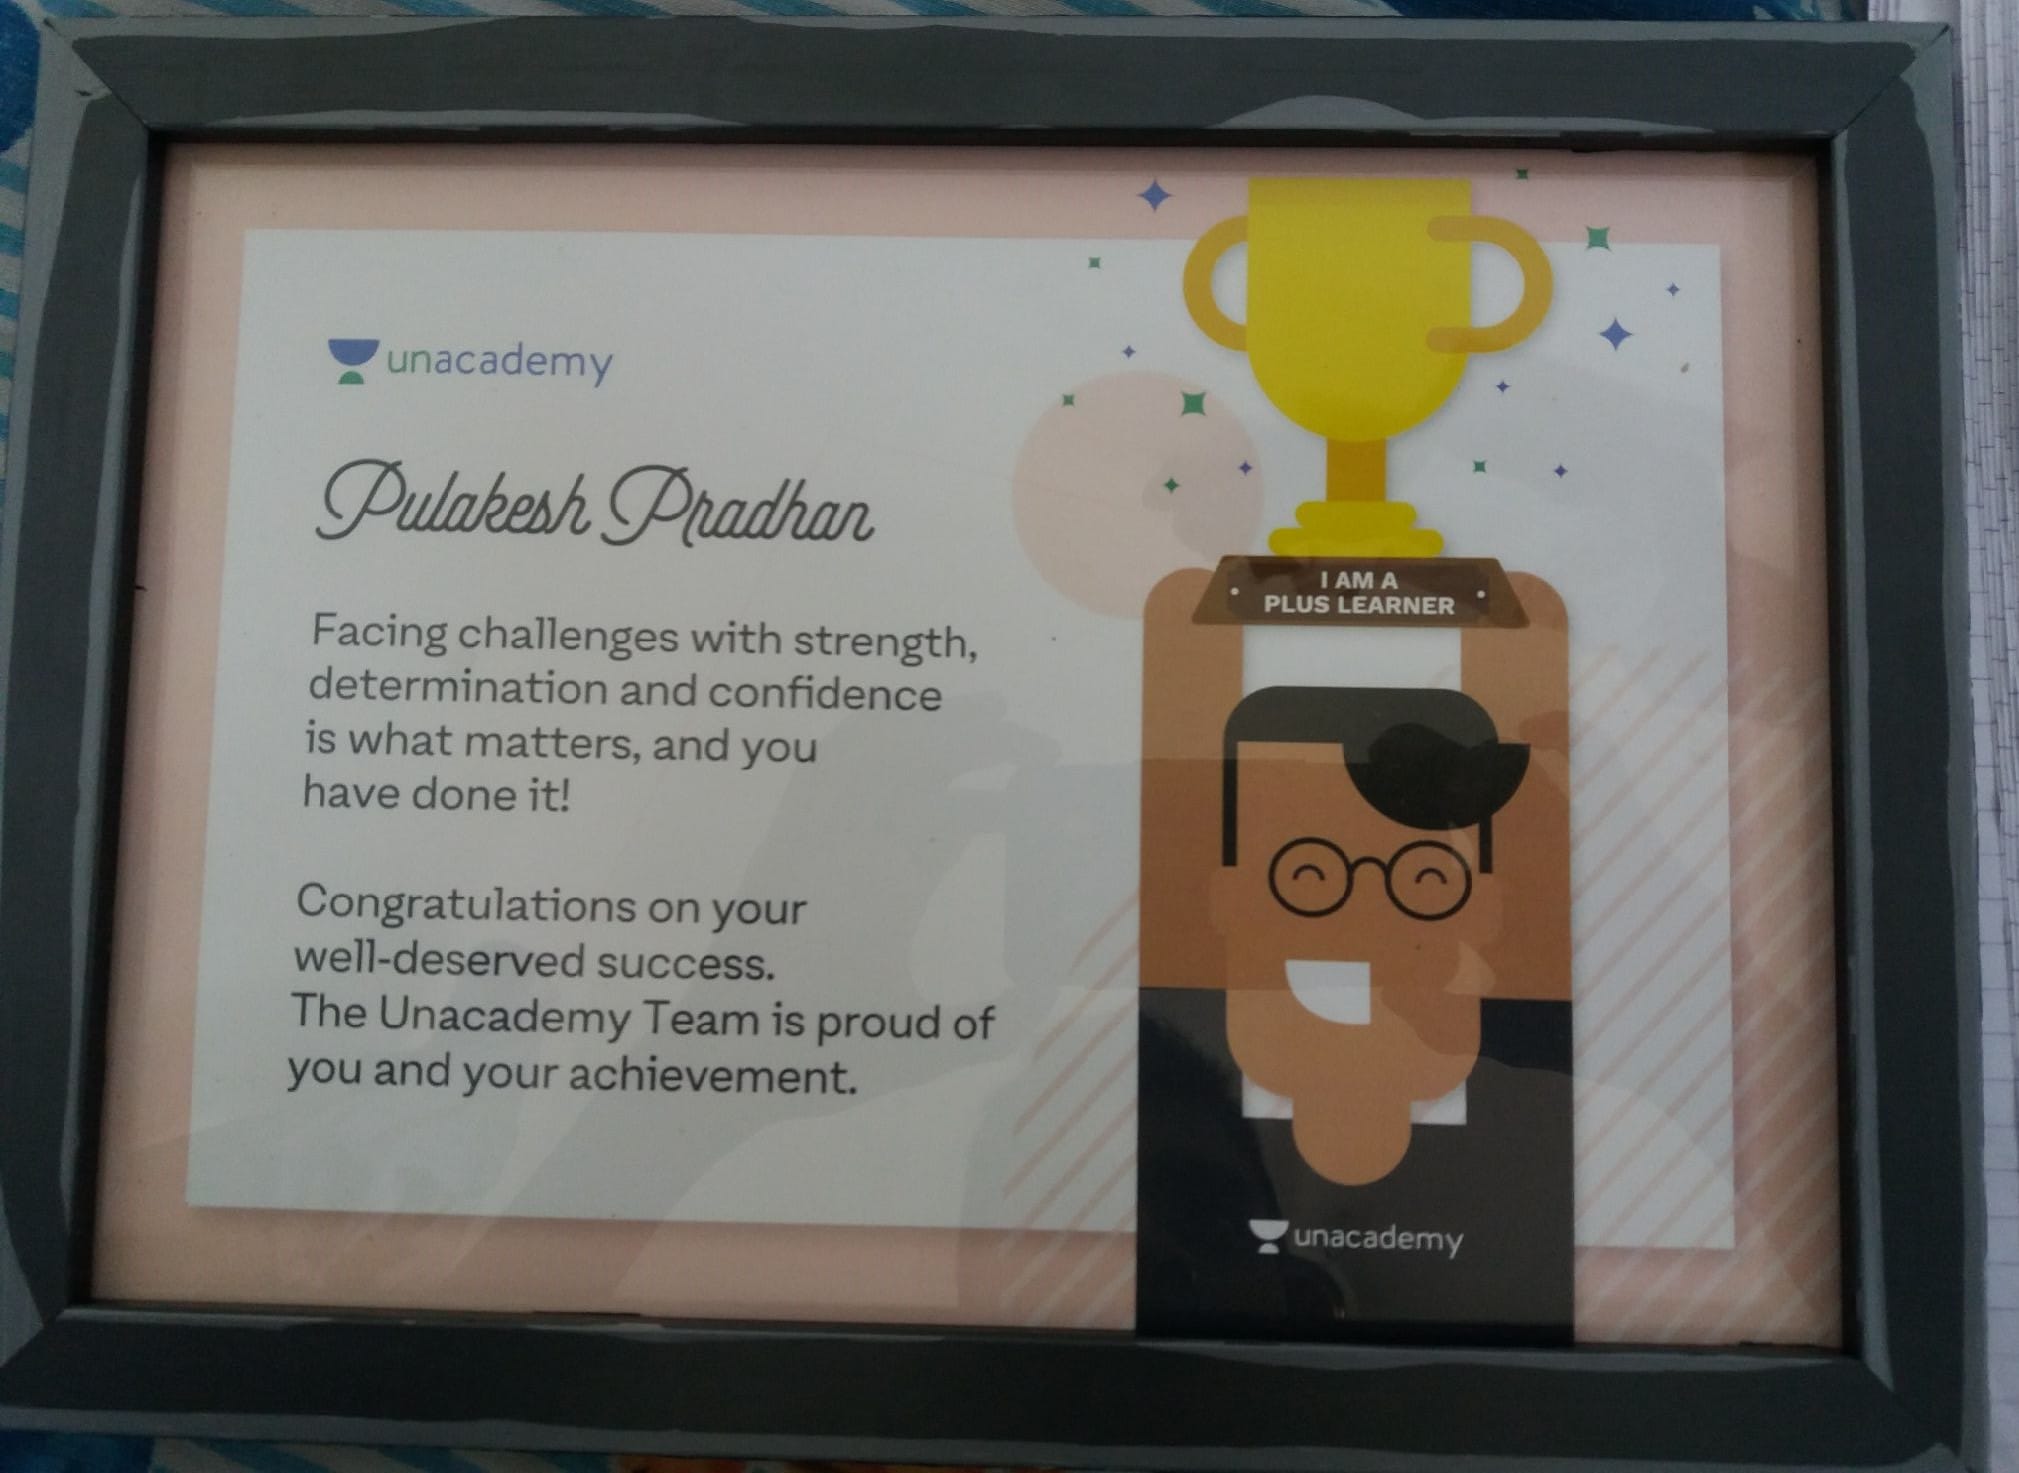 unacademy
Pulakesh Pradhan
Facing challenges with strength,
determination and confidence
is what matters, and you
have done it!
Congratulations on your
well-deserved success.
The Unacademy Team is proud of
you and your achievement.
I AM A
PLUS LEARNER
unacademy